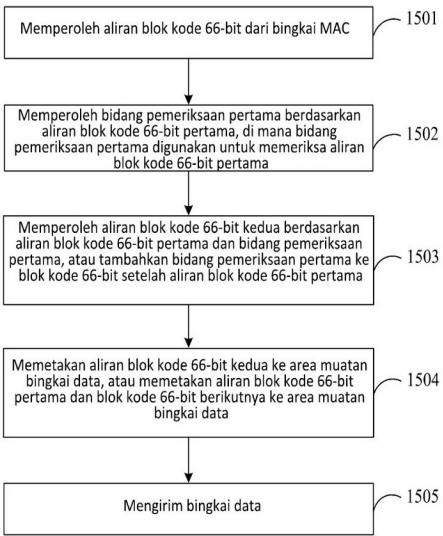 Memperoleh aliran blok kode 66-bit dari bingkai MAC
1501
Memperoleh bidang pemeriksaan pertama berdasarkan
aliran blok kode 66-bit pertama, di mana bidang
pemeriksaan pertama digunakan untuk memeriksa aliran
blok kode 66-bit pertama
1502
Memperoleh aliran blok kode 66-bit kedua berdasarkan
aliran blok kode 66-bit pertama dan bidang pemeriksaan
pertama, atau tambahkan bidang pemeriksaan pertama ke
blok kode 66-bit setelah aliran blok kode 66-bit pertama
1503
Memetakan aliran blok kode 66-bit kedua ke area muatan
bingkai data, atau memetakan aliran blok kode 66-bit
pertama dan blok kode 66-bit berikutnya ke area muatan
bingkai data
1504
Mengirim bingkai data
1505